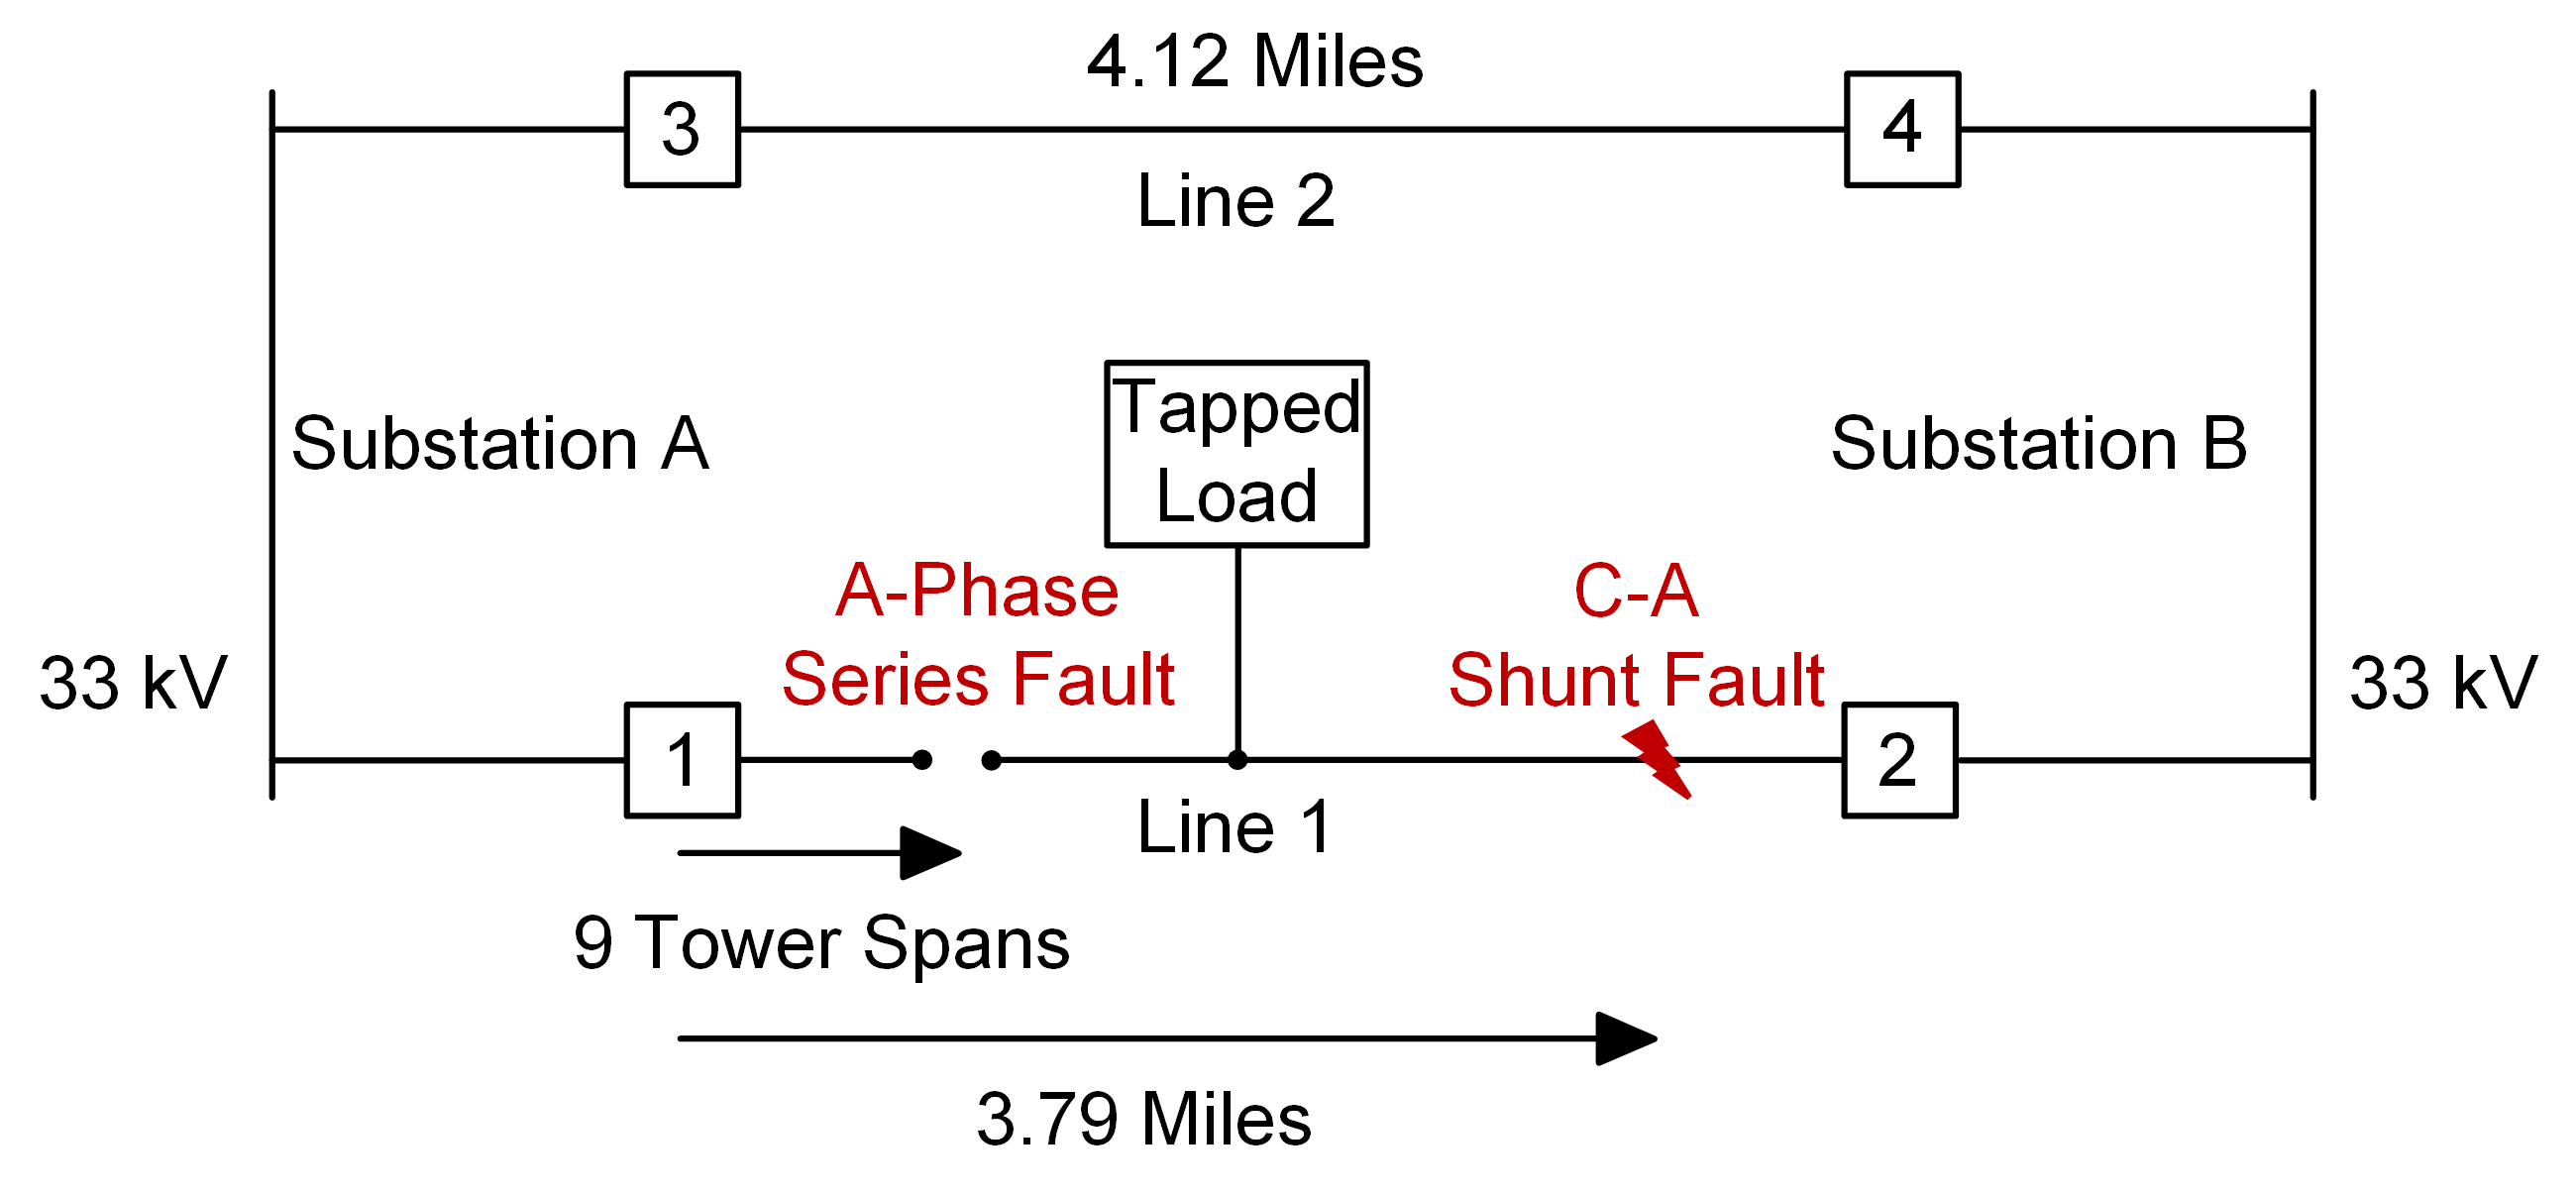 4.12 Miles
3
4
Line 2
Tapped
Load
Substation A
Substation B
A-Phase
Series Fault
C-A
Shunt Fault
33 kV
33 kV
1
2
Line 1
9 Tower Spans
3.79 Miles